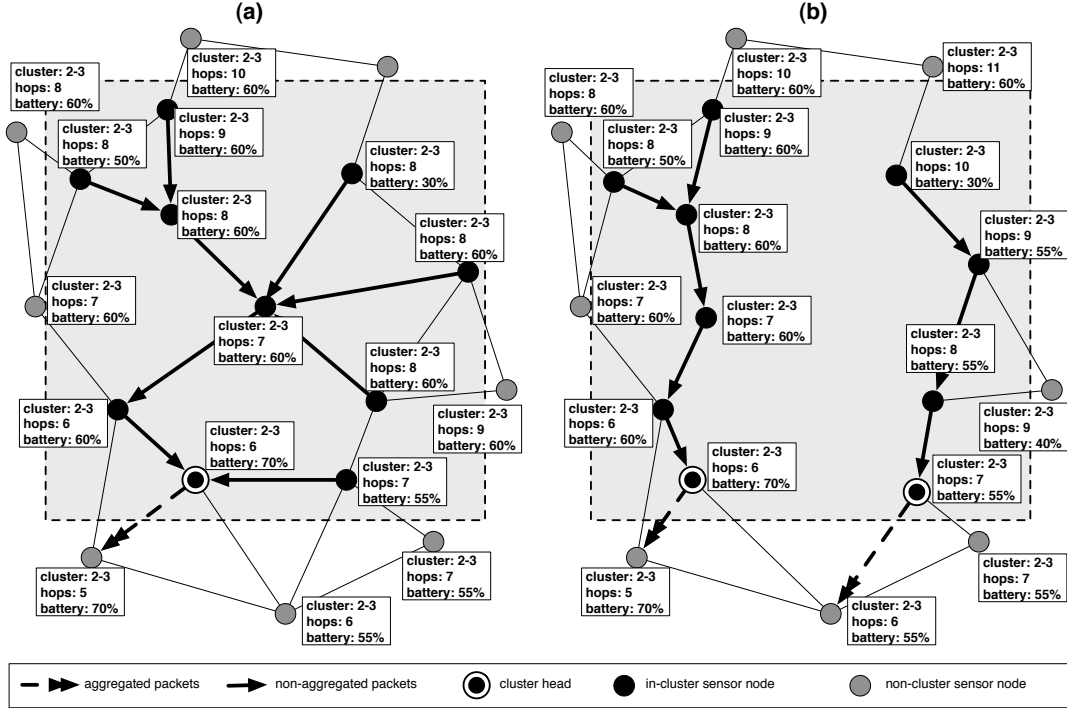 (a)
cluster: 2-3
hops: 8
battery: 60%
cluster: 2-3
hops: 10
battery: 60%
cluster: 2-3
hops: 9
battery: 60%
cluster: 2-3
hops: 8
battery: 50%
cluster: 2-3
hops: 8
battery: 30%
cluster: 2-3
hops: 8
battery: 60%
cluster: 2-3
hops: 8
battery: 60%
cluster: 2-3
hops: 7
battery: 60%
cluster: 2-3
hops: 7
battery: 60%
cluster: 2-3
hops: 8
battery: 60%
cluster: 2-3
hops: 9
battery: 60%
cluster: 2-3
hops: 6
battery: 60%
cluster: 2-3
hops: 6
battery: 70%
cluster: 2-3
hops: 7
battery: 55%
cluster: 2-3
hops: 7
battery: 55%
cluster: 2-3
hops: 5
battery: 70%
cluster: 2-3
hops: 6
battery: 55%
(b)
cluster: 2-3
hops: 8
battery: 60%
cluster: 2-3
hops: 10
battery: 60%
cluster: 2-3
hops: 11
battery: 60%
cluster: 2-3
hops: 9
battery: 60%
cluster: 2-3
hops: 8
battery: 50%
cluster: 2-3
hops: 10
battery: 30%
cluster: 2-3
hops: 8
battery: 60%
cluster: 2-3
hops: 9
battery: 55%
cluster: 2-3
hops: 7
battery: 60%
cluster: 2-3
hops: 7
battery: 60%
cluster: 2-3
hops: 8
battery: 55%
cluster: 2-3
hops: 6
battery: 60%
cluster: 2-3
hops: 9
battery: 40%
cluster: 2-3
hops: 6
battery: 70%
cluster: 2-3
hops: 7
battery: 55%
cluster: 2-3
hops: 7
battery: 55%
cluster: 2-3
hops: 5
battery: 70%
cluster: 2-3
hops: 6
battery: 55%
aggregated packets
non-aggregated packets
cluster head
in-cluster sensor node
non-cluster sensor node